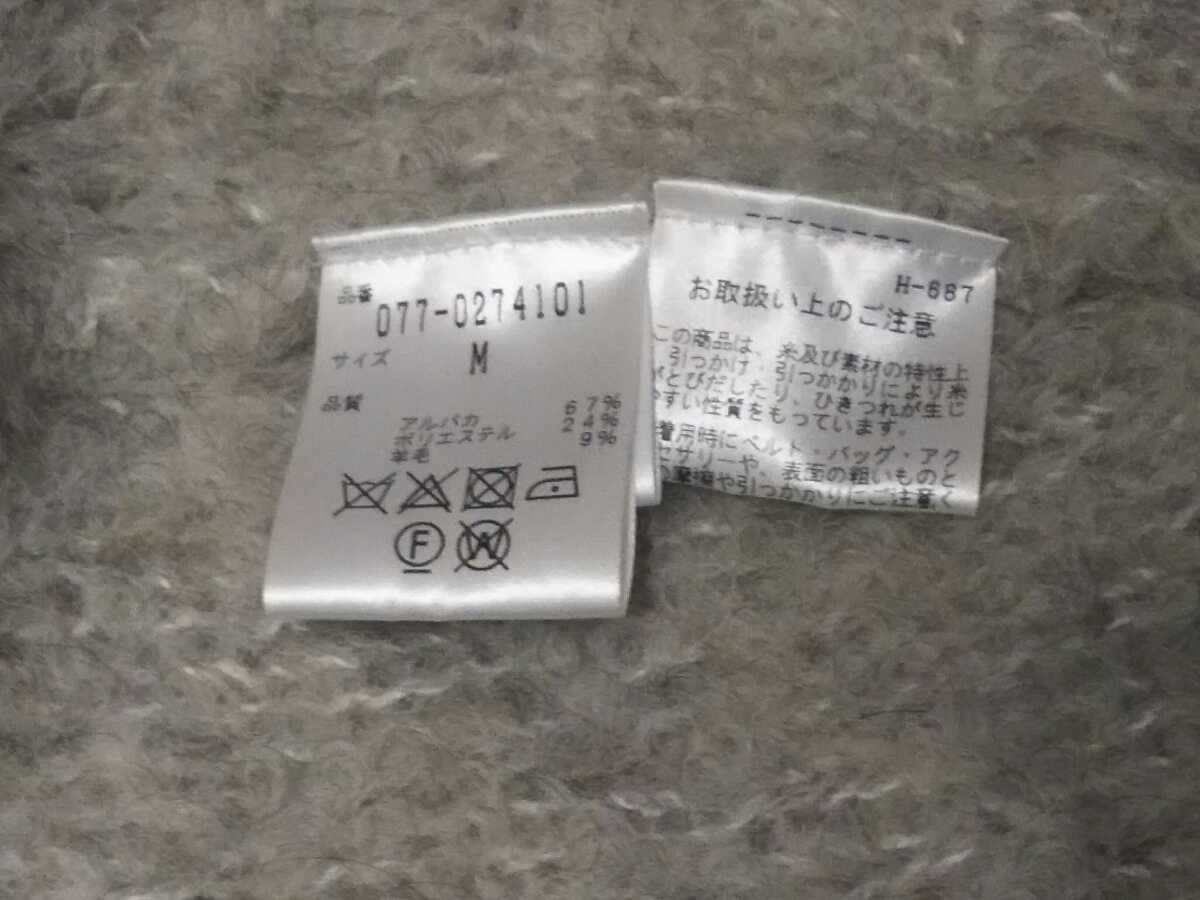 品番
077-0274101
サイズ M
品質
アルパカ 67%
ポリエステル 24%
羊毛 9%
F
W
H-687
お取扱い上のご注意
この商品は、糸及び素材の特性上
、引っかけ・引っかかりにより糸
がとびだしたり、ひきつれが生じ
やすい性質をもっています。
着用時にベルト・バッグ・アク
セサリーや、表面の粗いものと
の摩擦や引っかかりにご注意く